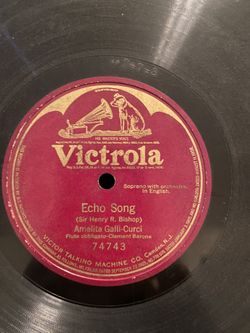 HIS MASTER'S VOICE
Victrola
Soprano with orchestra
In English.
Echo Song
(Sir Henry R. Bishop)
Amelita Galli-Curci
Flute obbligato-Clement Barone
74743
VICTOR TALKING MACHINE CO. Camden, N.J.